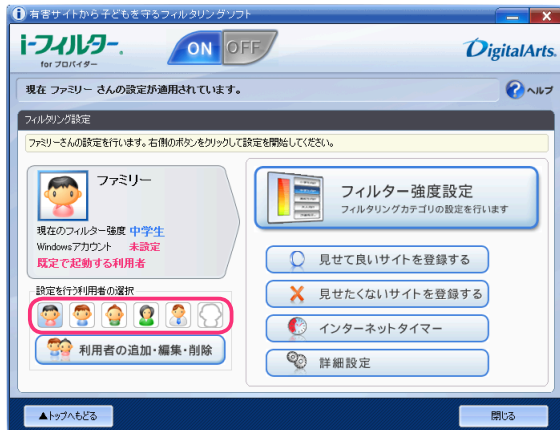 有害サイトから子どもを守るフィルタリングソフト
i-フィルター®
for プロバイダー
ON OFF
DigitalArts.
現在 ファミリー さんの設定が適用されています。
ヘルプ
フィルタリング設定
ファミリーさんの設定を行います。右側のボタンをクリックして設定を開始してください。
ファミリー
現在のフィルター強度 中学生
Windowsアカウント 未設定
既定で起動する利用者
設定を行う利用者の選択
利用者の追加・編集・削除
フィルター強度設定
フィルタリングカテゴリの設定を行います
見せて良いサイトを登録する
見せたくないサイトを登録する
インターネットタイマー
詳細設定
▲トップへもどる
閉じる